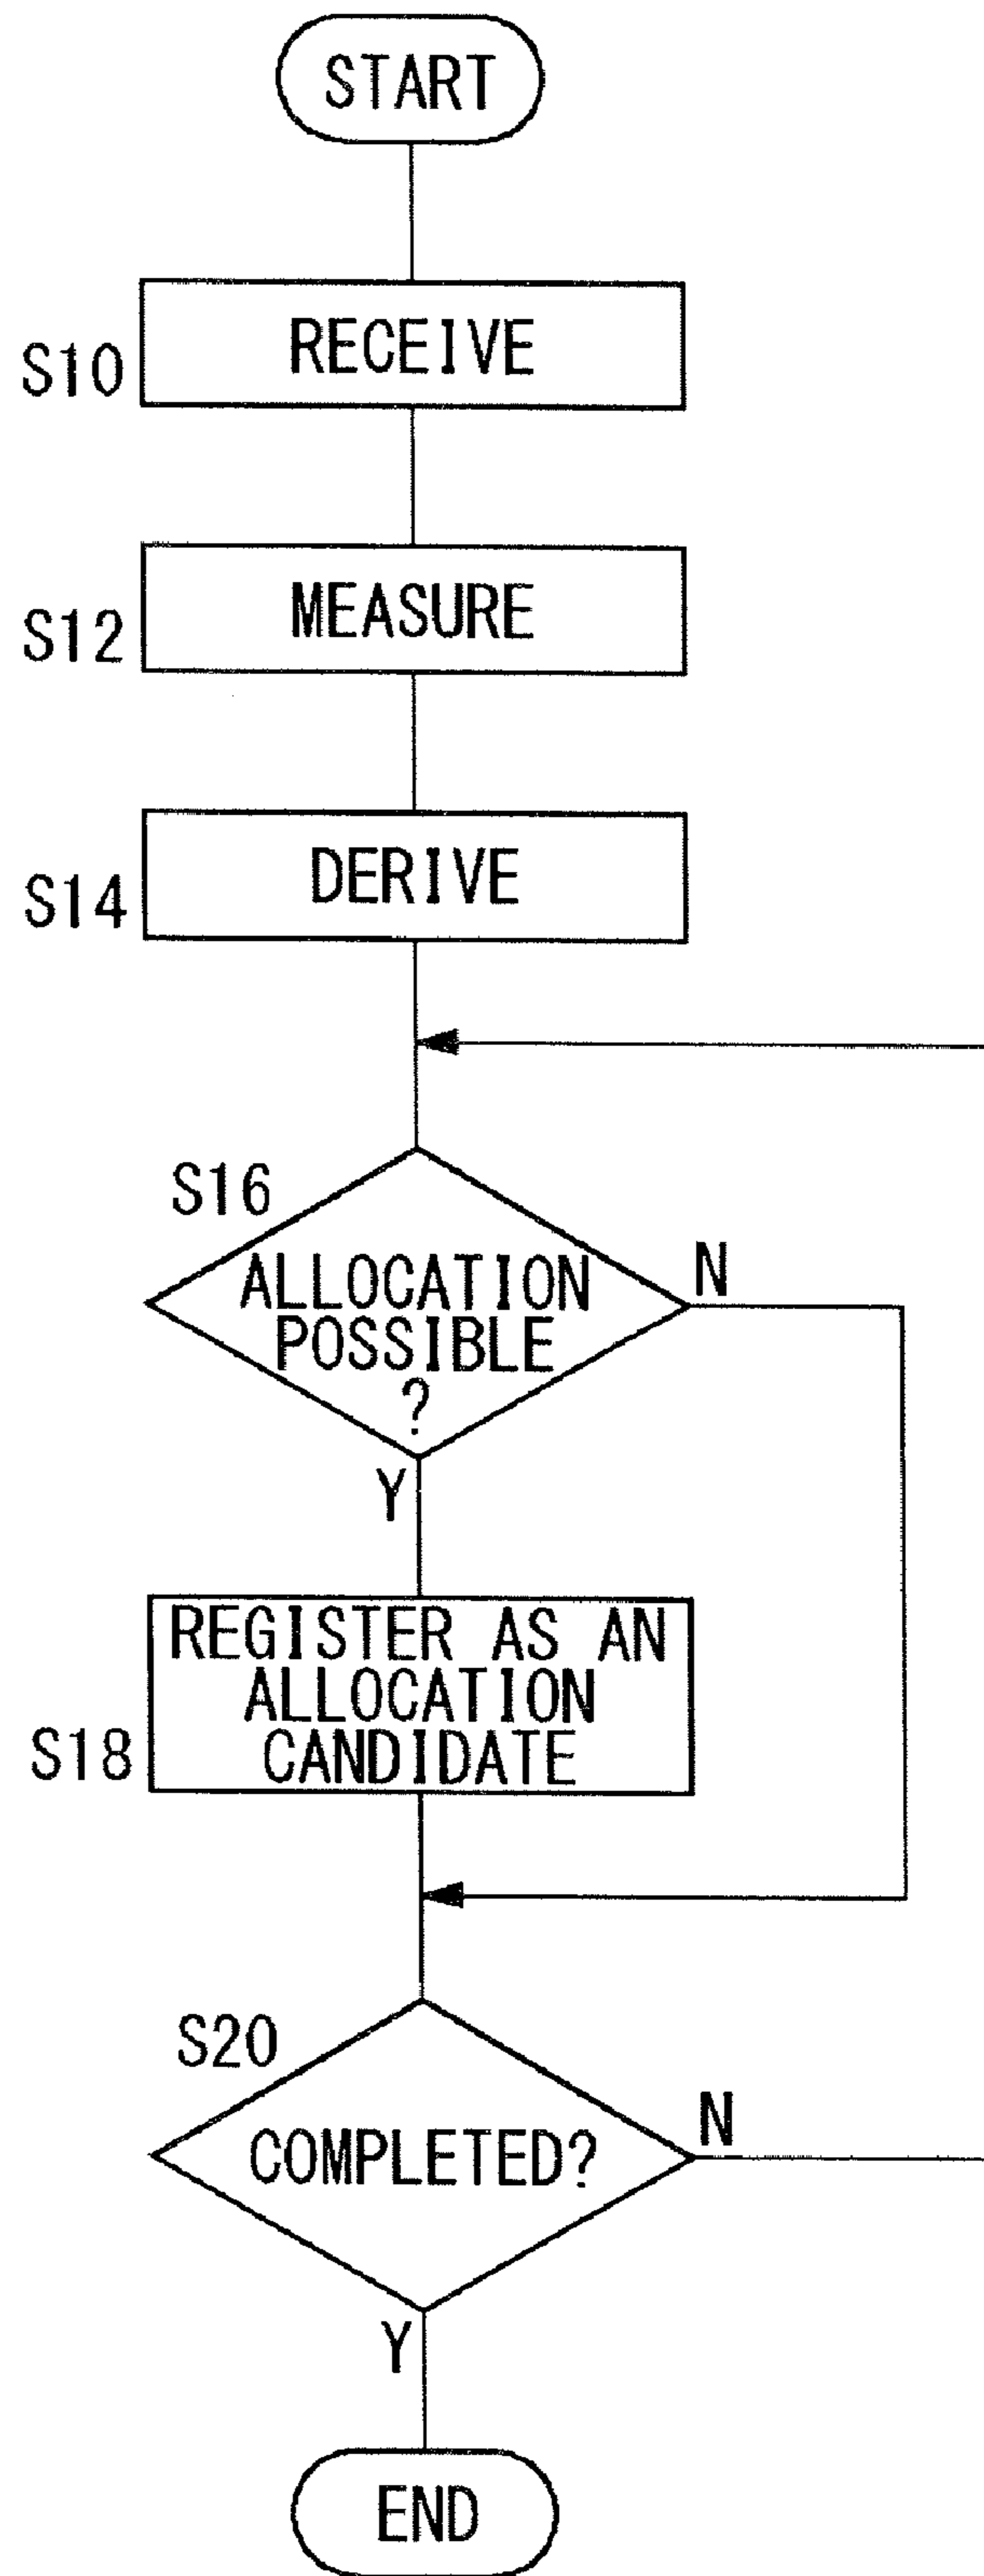 START
RECEIVE
S10
MEASURE
S12
DERIVE
S14
S16
ALLOCATION
POSSIBLE
?
N
Y
REGISTER AS AN
ALLOCATION
CANDIDATE
S18
S20
COMPLETED?
N
Y
END